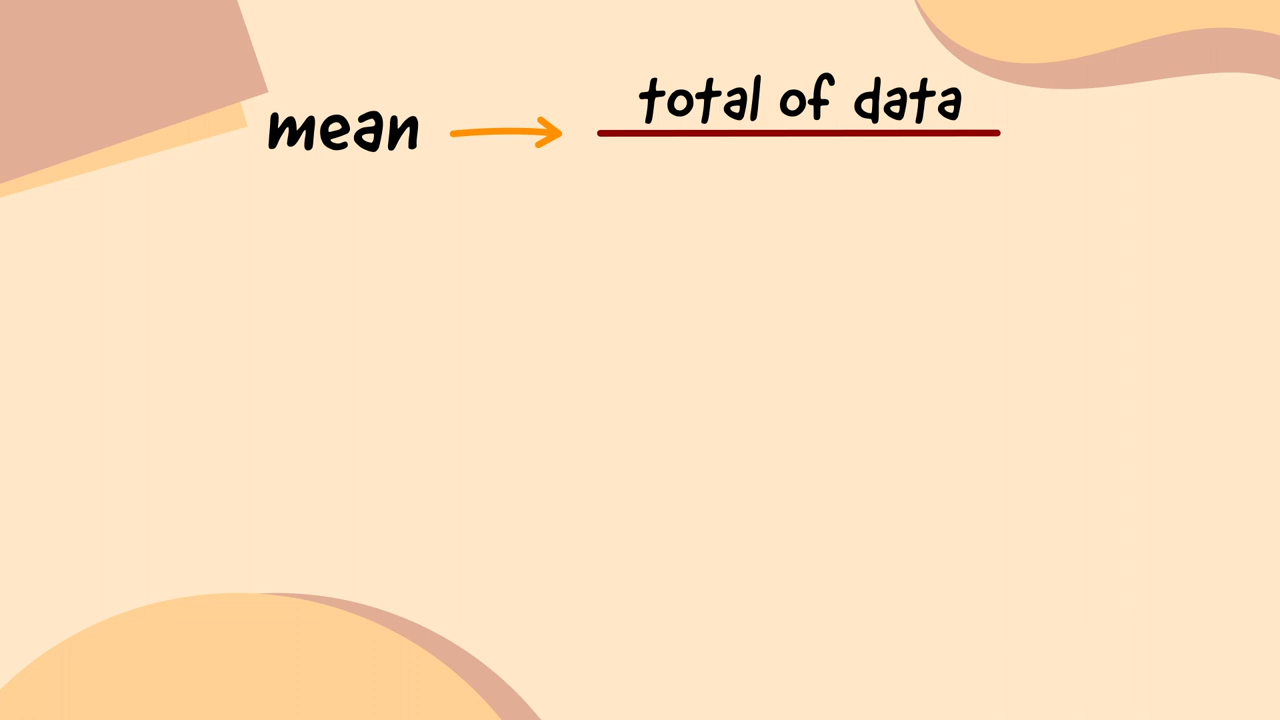 mean → total of data